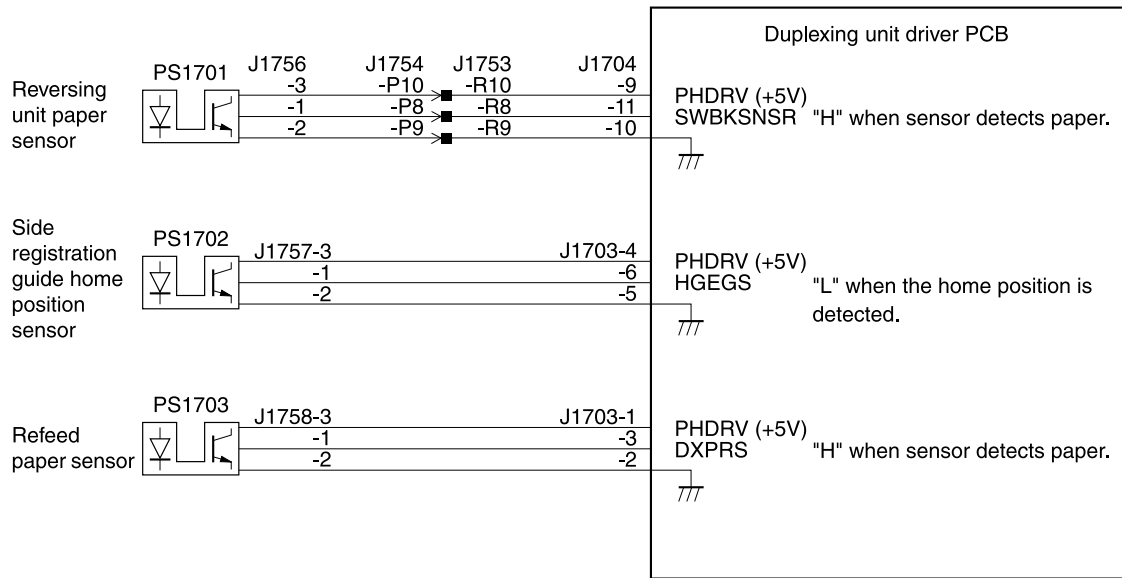 Duplexing unit driver PCB
Reversing
unit paper
sensor
PS1701
J1756 J1754 J1753 J1704
-3 -P10 -R10 -9
-1 -P8 -R8 -11
-2 -P9 -R9 -10
PHDRV (+5V)
SWBKSNSR "H" when sensor detects paper.
Side
registration
guide home
position
sensor
PS1702
J1757-3 J1703-4
-1 -6
-2 -5
PHDRV (+5V)
HGEGS "L" when the home position is
detected.
Refeed
paper sensor
PS1703
J1758-3 J1703-1
-1 -3
-2 -2
PHDRV (+5V)
DXPRS "H" when sensor detects paper.